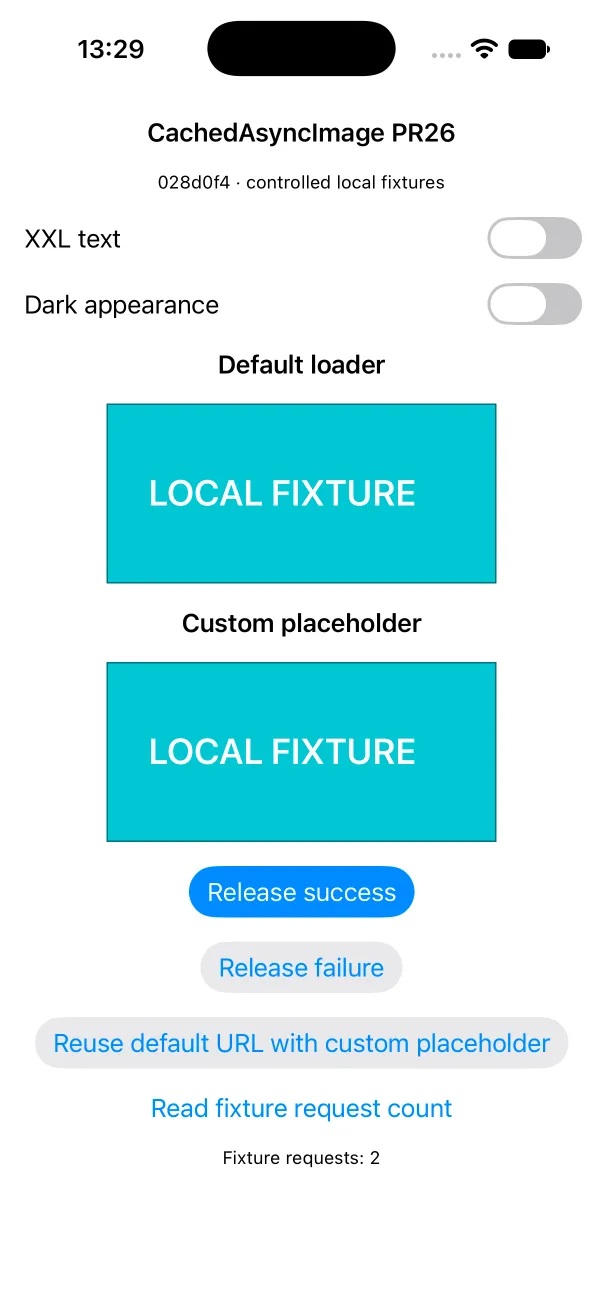 13:29
CachedAsyncImage PR26
028d0f4 · controlled local fixtures
XXL text
Dark appearance
Default loader
LOCAL FIXTURE
Custom placeholder
LOCAL FIXTURE
Release success
Release failure
Reuse default URL with custom placeholder
Read fixture request count
Fixture requests: 2